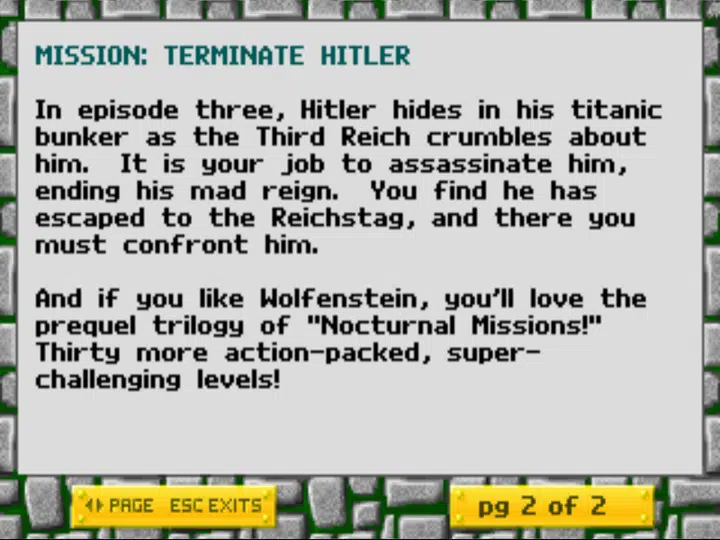 MISSION: TERMINATE HITLER
In episode three, Hitler hides in his titanic
bunker as the Third Reich crumbles about
him.  It is your job to assassinate him,
ending his mad reign.  You find he has
escaped to the Reichstag, and there you
must confront him.
And if you like Wolfenstein, you'll love the
prequel trilogy of "Nocturnal Missions!"
Thirty more action-packed, super-
challenging levels!
PAGE ESC EXITS
pg 2 of 2